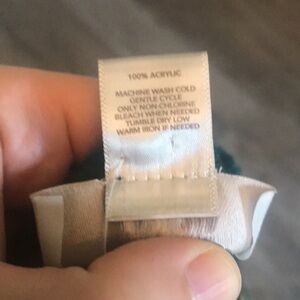 100% ACRYLIC
MACHINE WASH COLD
GENTLE CYCLE
ONLY NON-CHLORINE
BLEACH WHEN NEEDED
TUMBLE DRY LOW
WARM IRON IF NEEDED